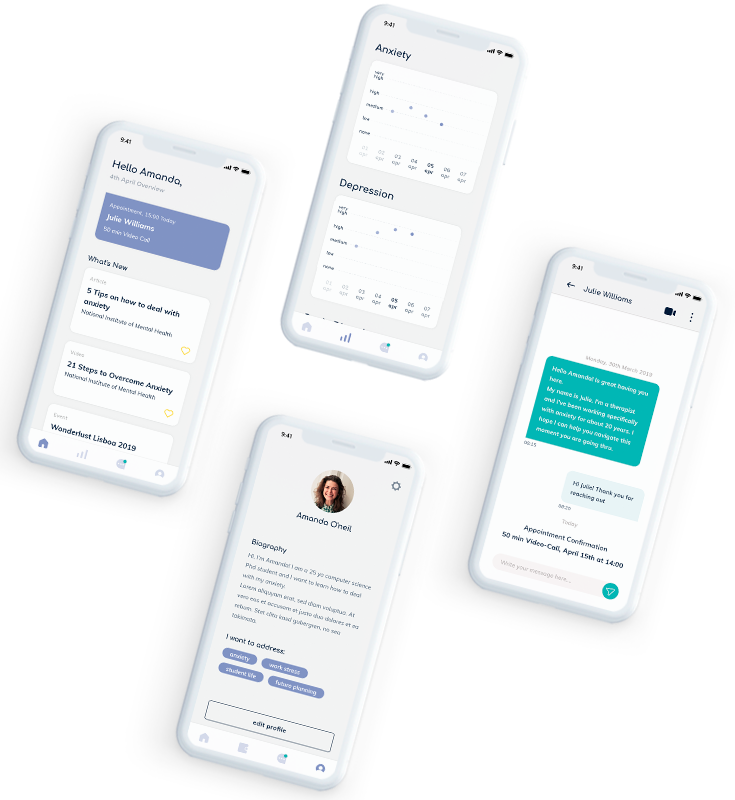 9:41
Hello Amanda,
4th April Overview
Appointment, 15:00 Today
Julie Williams
50 min Video Call
What's New
Article
5 Tips on how to deal with
anxiety
National Institute of Mental Health
Video
21 Steps to Overcome Anxiety
National Institute of Mental Health
Event
Wonderlust Lisboa 2019
9:41
Anxiety
very
high
high
medium
low
none
01 02 03 04 05 06 07
apr apr apr apr apr apr apr
Depression
very
high
high
medium
low
none
01 02 03 04 05 06 07
apr apr apr apr apr apr apr
9:41
Amanda O'neil
Biography
Hi, I'm Amanda! I am a 25 yo computer science
Phd student and I want to learn how to deal
with my anxiety.
Lorem aliquyam erat, sed diam voluptua. At
vero eos et accusam et justo duo dolores et ea
rebum. Stet clita kasd gubergren, no sea
takimata.
I want to address:
anxiety work stress
student life future planning
edit profile
9:41
Julie Williams
Monday, 30th March 2019
Hello Amanda! Is great having you
here.
My name is Julie, I'm a therapist
and I've been working specifically
with anxiety for about 20 years. I
hope I can help you navigate this
moment you are going thru.
08:25
Hi Julie! Thank you for
reaching out
08:29
Today
Appointment Confirmation
50 min Video-Call, April 15th at 14:00
Write your message here...